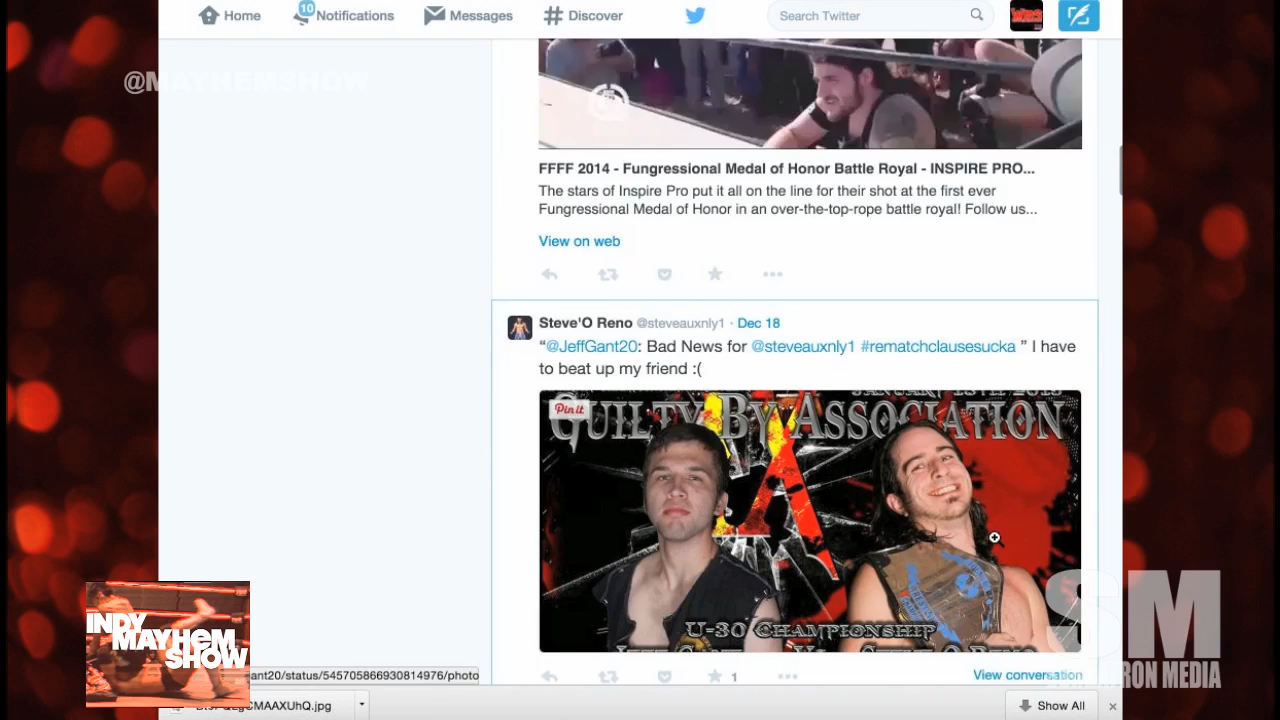 Home
10
Notifications
Messages
Discover
Search Twitter
@MAYHEMSHOW
FFFF 2014 - Fungressional Medal of Honor Battle Royal - INSPIRE PRO...
The stars of Inspire Pro put it all on the line for their shot at the first ever
Fungressional Medal of Honor in an over-the-top-rope battle royal! Follow us...
View on web
Steve'O Reno @steveauxnly1 · Dec 18
“@JeffGant20: Bad News for @steveauxnly1 #rematchclausesucka ” I have
to beat up my friend :(
Pin it
GUILTY BY ASSOCIATION
U-30 CHAMPIONSHIP
1
View conversation
INDY
MAYHEM
SHOW
SM
MEDIA
gant20/status/545705866930814976/photo
Show All